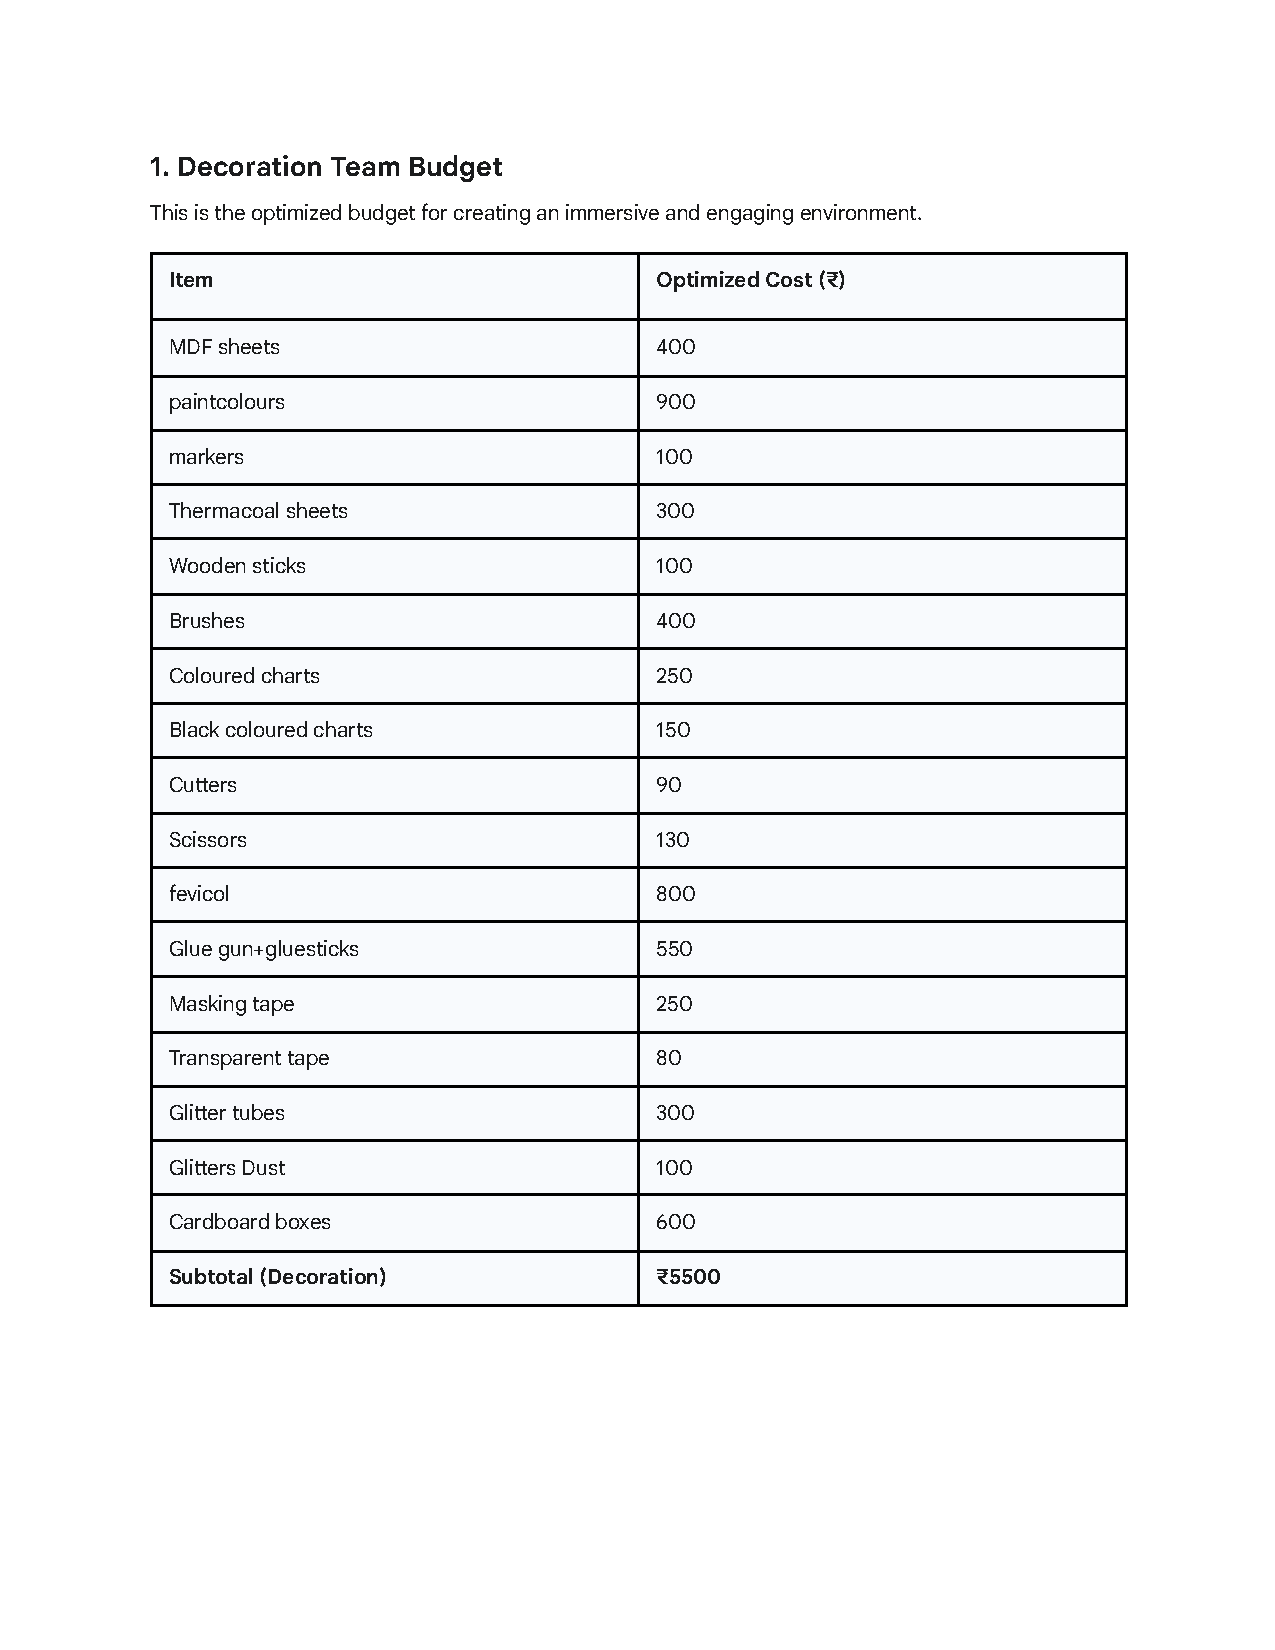 1. Decoration Team Budget
This is the optimized budget for creating an immersive and engaging environment.
Item Optimized Cost (₹)
MDF sheets 400
paintcolours 900
markers 100
Thermacoal sheets 300
Wooden sticks 100
Brushes 400
Coloured charts 250
Black coloured charts 150
Cutters 90
Scissors 130
fevicol 800
Glue gun+gluesticks 550
Masking tape 250
Transparent tape 80
Glitter tubes 300
Glitters Dust 100
Cardboard boxes 600
Subtotal (Decoration) ₹5500